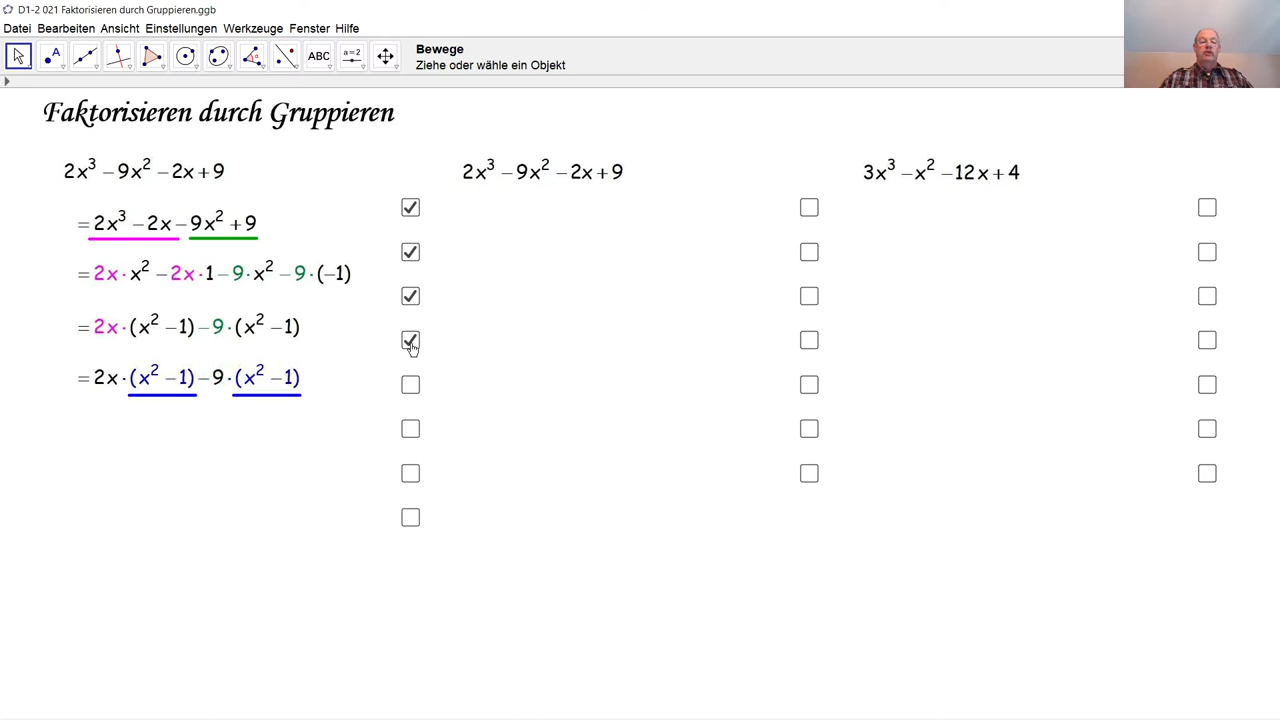 D1-2 021 Faktorisieren durch Gruppieren.ggb
Datei Bearbeiten Ansicht Einstellungen Werkzeuge Fenster Hilfe
A ABC a=2 Bewege
Ziehe oder wähle ein Objekt
Faktorisieren durch Gruppieren
2x³ − 9x² − 2x + 9
= 2x³ − 2x − 9x² + 9
= 2x · x² − 2x · 1 − 9 · x² − 9 · (−1)
= 2x · (x² − 1) − 9 · (x² − 1)
= 2x · (x² − 1) − 9 · (x² − 1)
2x³ − 9x² − 2x + 9
3x³ − x² − 12x + 4